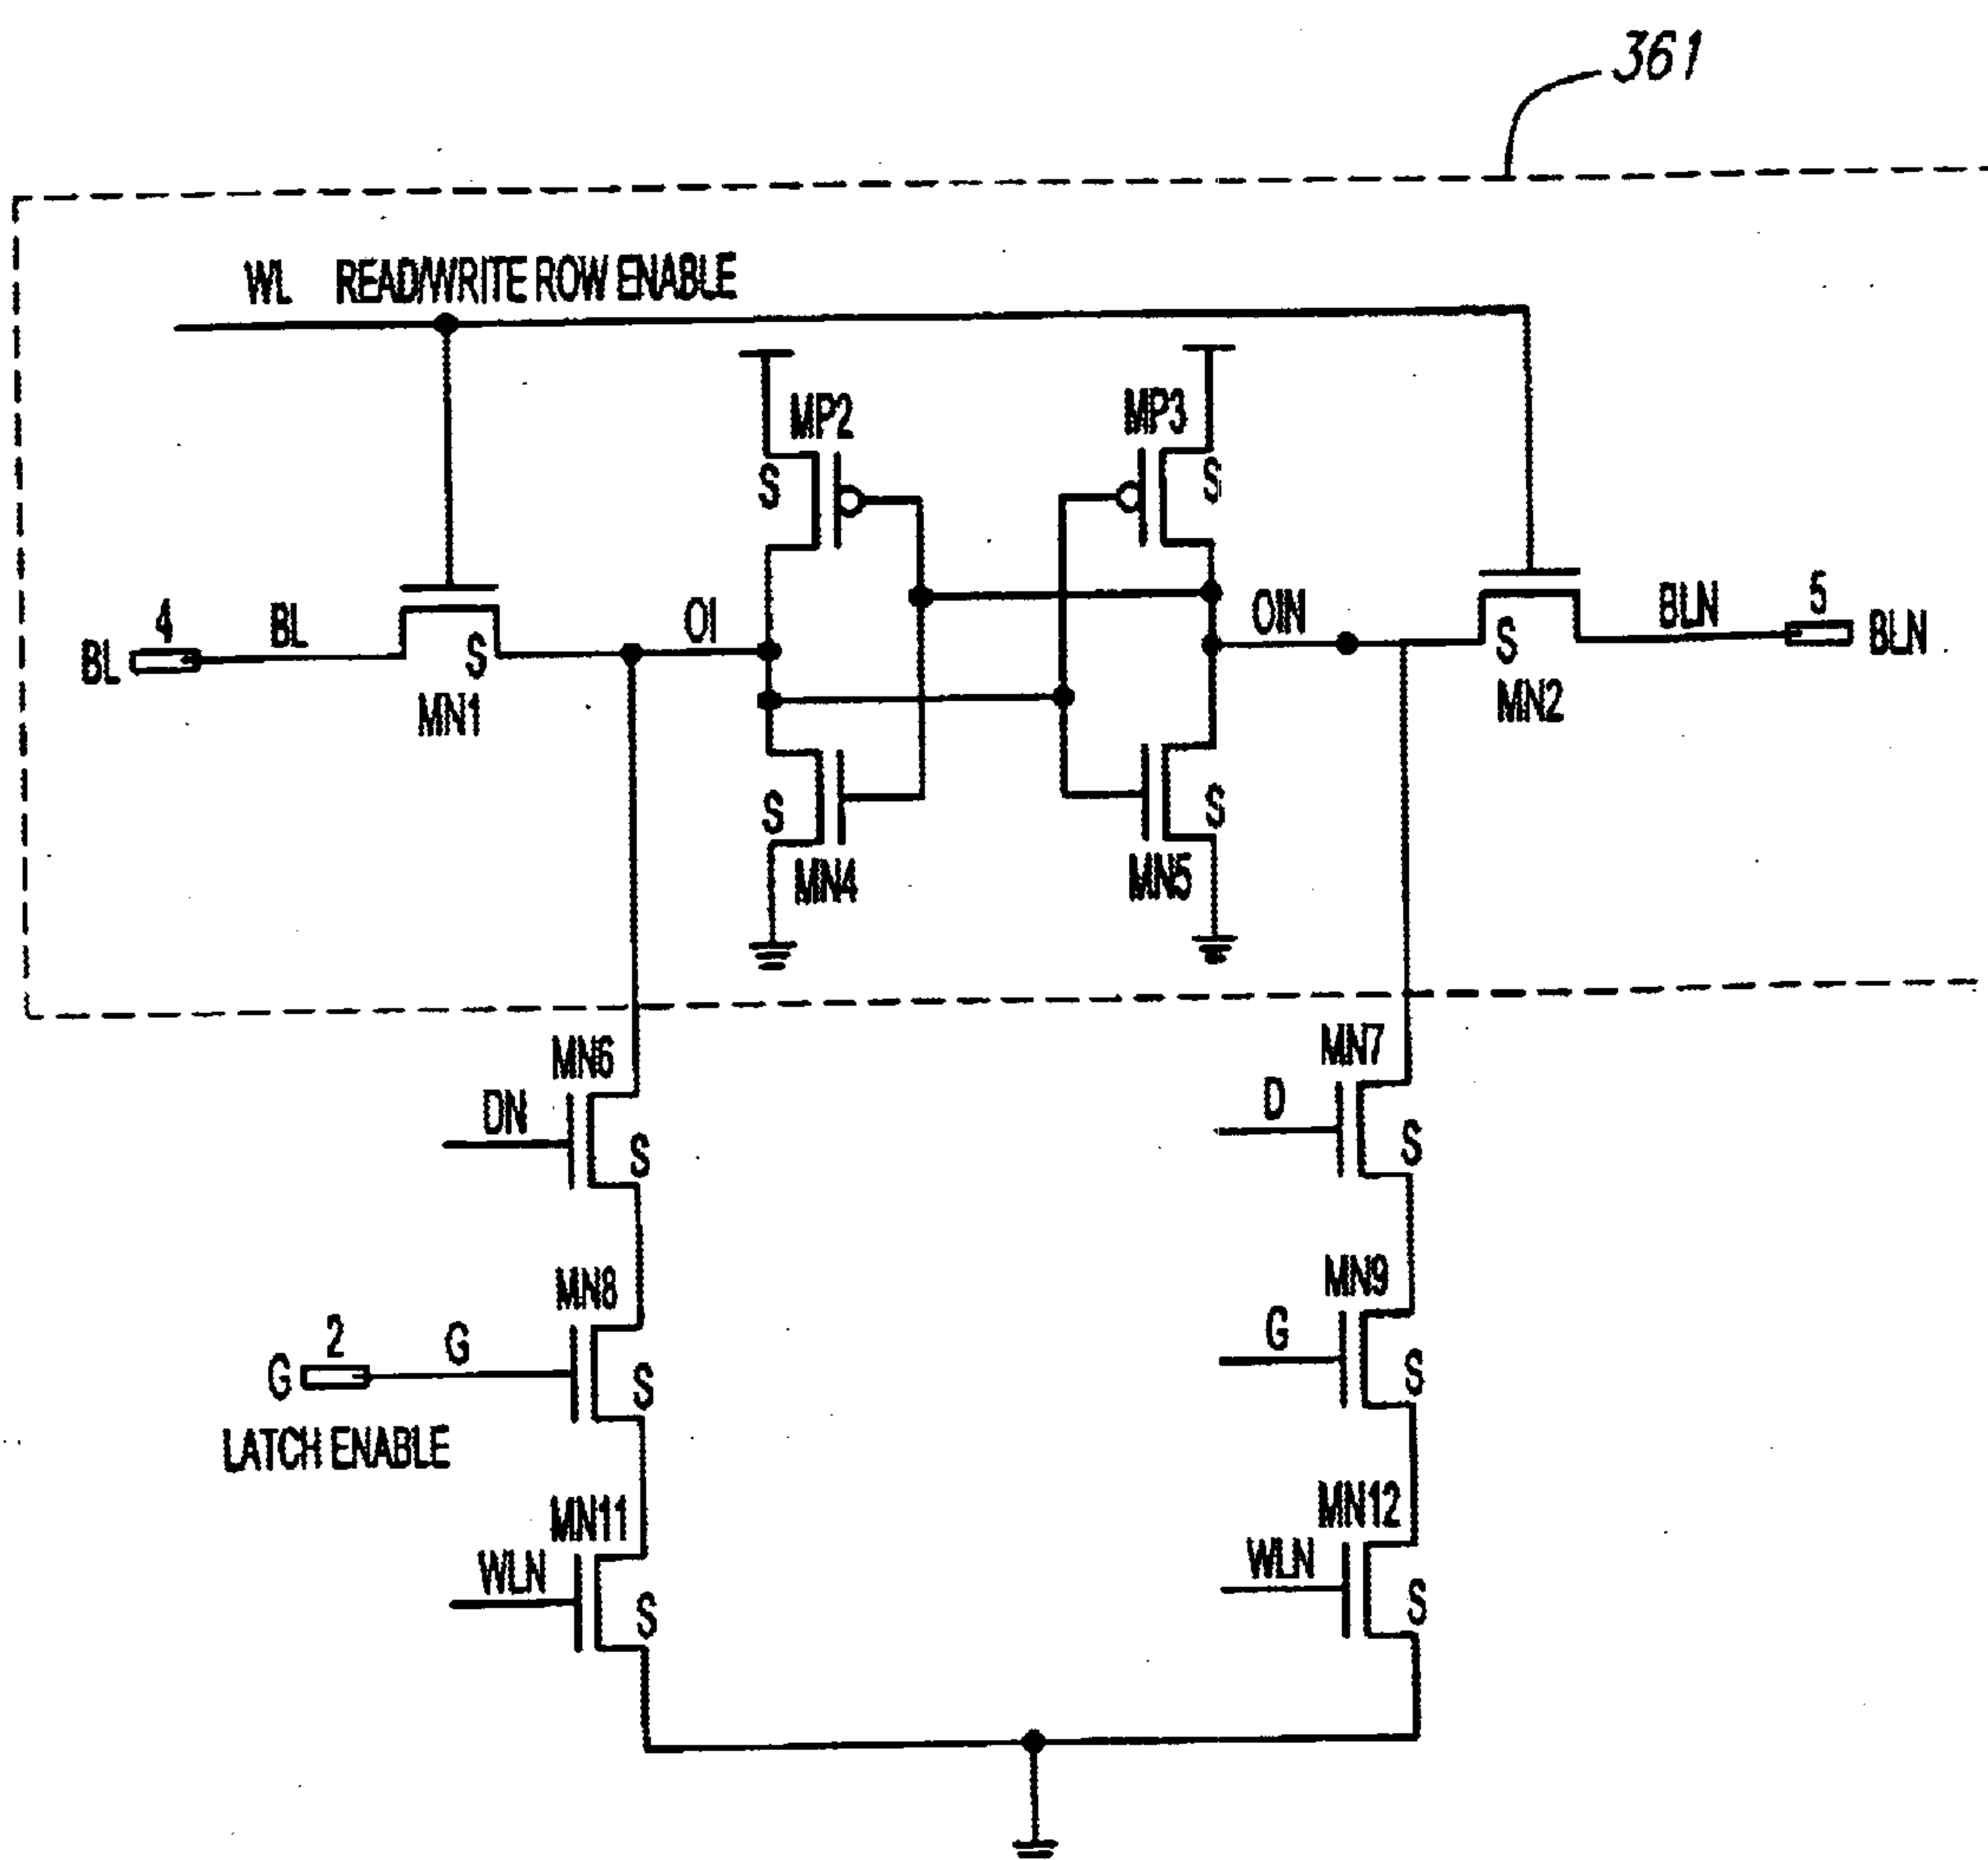 361
WL READ/WRITE ROW ENABLE
MP2
MP3
S
S
4
BL
BL
S
MN1
OI
OIN
S
MN2
BLN
5
BLN
S
MN4
S
MN5
MN6
DN
S
MN7
D
S
MN8
G
2
G
S
LATCH ENABLE
MN9
G
S
MN11
WLN
S
MN12
WLN
S